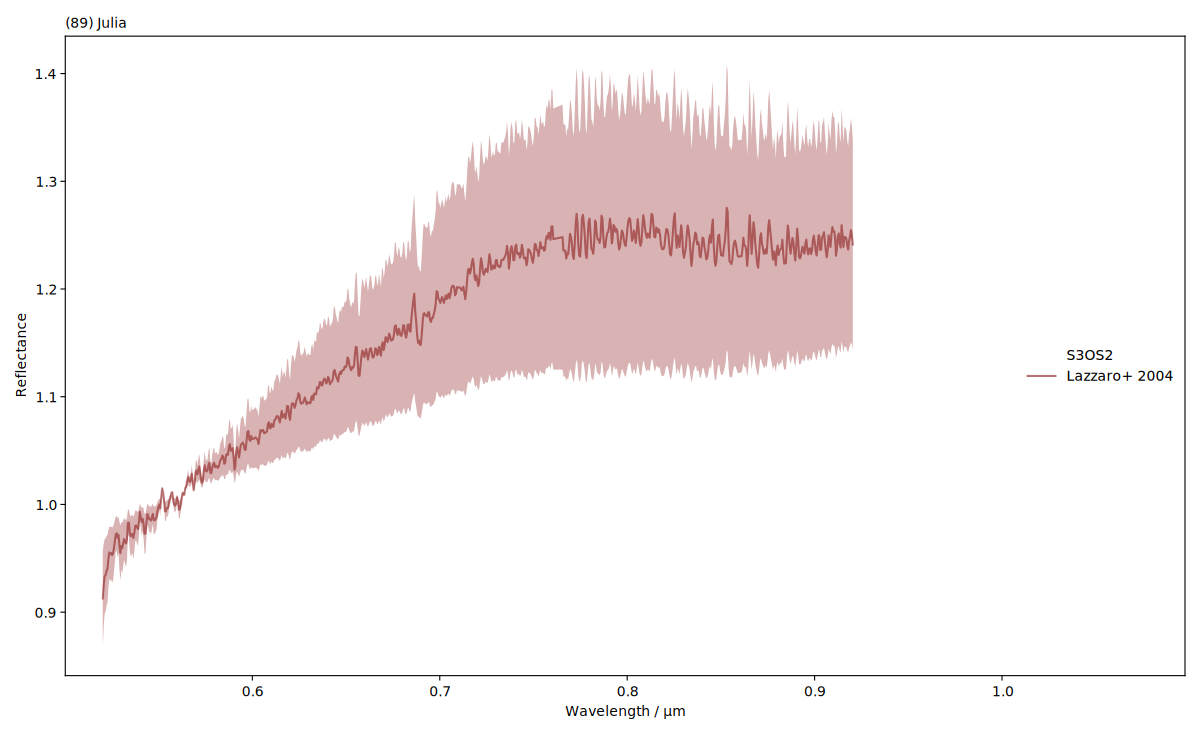 (89) Julia
1.4
1.3
1.2
1.1
1.0
0.9
Reflectance
0.6 0.7 0.8 0.9 1.0
Wavelength / µm
S3OS2
Lazzaro+ 2004